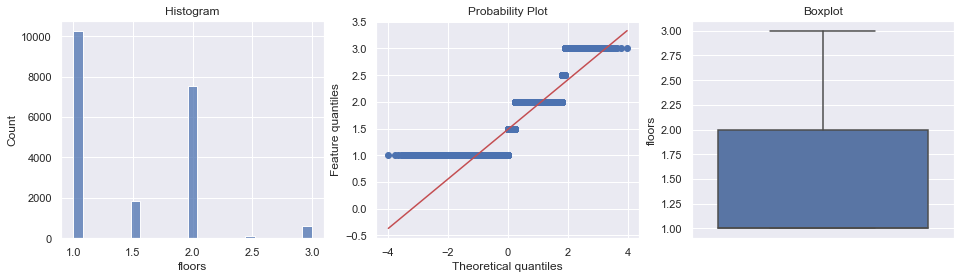 Histogram
Count
10000
8000
6000
4000
2000
0
1.0 1.5 2.0 2.5 3.0
floors
Probability Plot
Feature quantiles
3.5
3.0
2.5
2.0
1.5
1.0
0.5
0.0
−0.5
−4 −2 0 2 4
Theoretical quantiles
Boxplot
floors
3.00
2.75
2.50
2.25
2.00
1.75
1.50
1.25
1.00